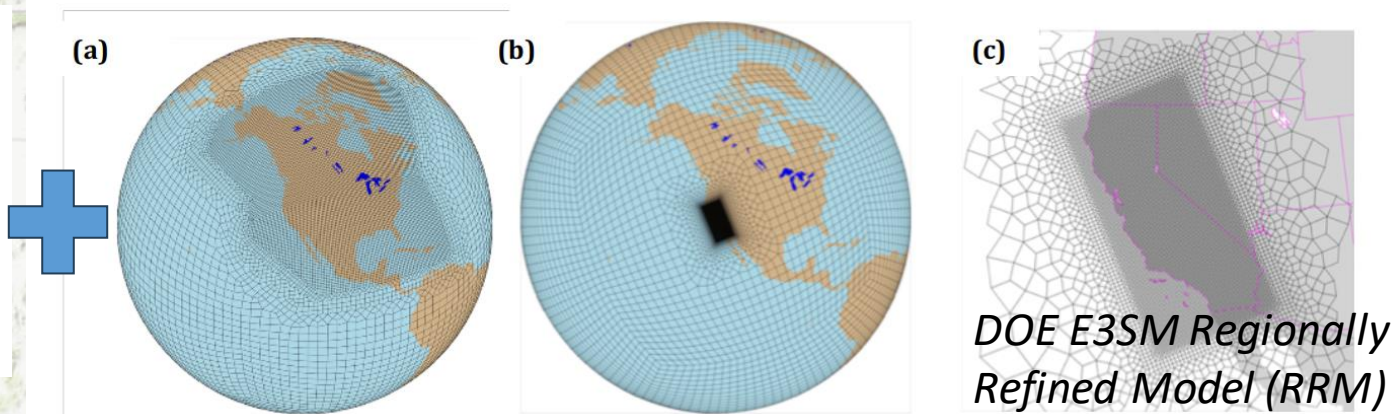 (a)
(b)
(c)
DOE E3SM Regionally
Refined Model (RRM)